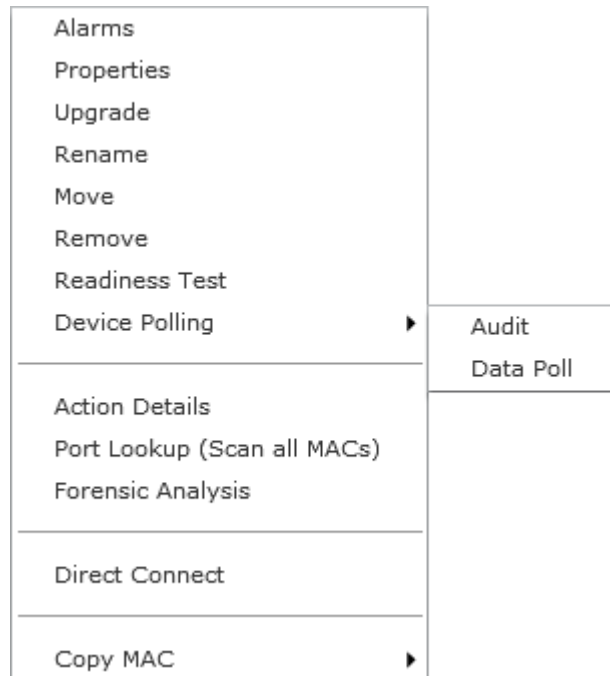 Alarms
Properties
Upgrade
Rename
Move
Remove
Readiness Test
Device Polling
Audit
Data Poll
Action Details
Port Lookup (Scan all MACs)
Forensic Analysis
Direct Connect
Copy MAC